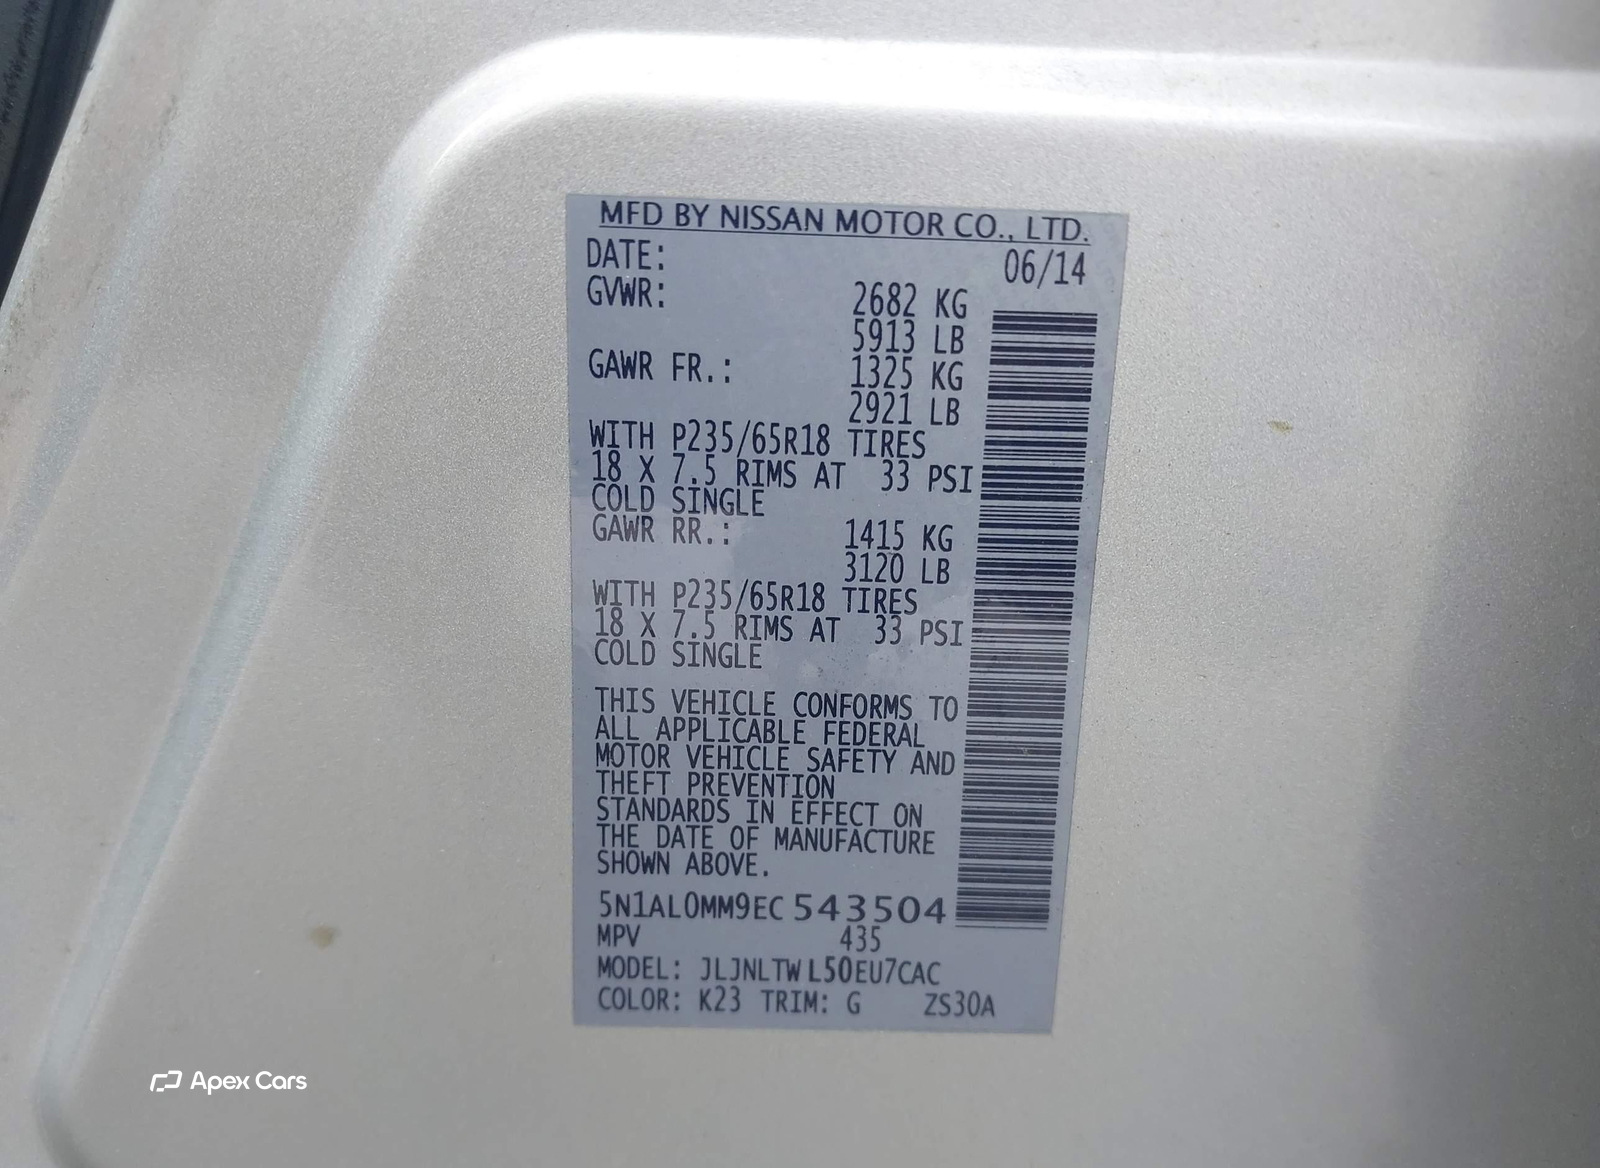 MFD BY NISSAN MOTOR CO., LTD.
DATE: 06/14
GVWR: 2682 KG
5913 LB
GAWR FR.: 1325 KG
2921 LB
WITH P235/65R18 TIRES
18 X 7.5 RIMS AT 33 PSI
COLD SINGLE
GAWR RR.: 1415 KG
3120 LB
WITH P235/65R18 TIRES
18 X 7.5 RIMS AT 33 PSI
COLD SINGLE
THIS VEHICLE CONFORMS TO
ALL APPLICABLE FEDERAL
MOTOR VEHICLE SAFETY AND
THEFT PREVENTION
STANDARDS IN EFFECT ON
THE DATE OF MANUFACTURE
SHOWN ABOVE.
5N1AL0MM9EC 543504
MPV 435
MODEL: JLJNLTW L50EU7CAC
COLOR: K23 TRIM: G ZS30A
Apex Cars